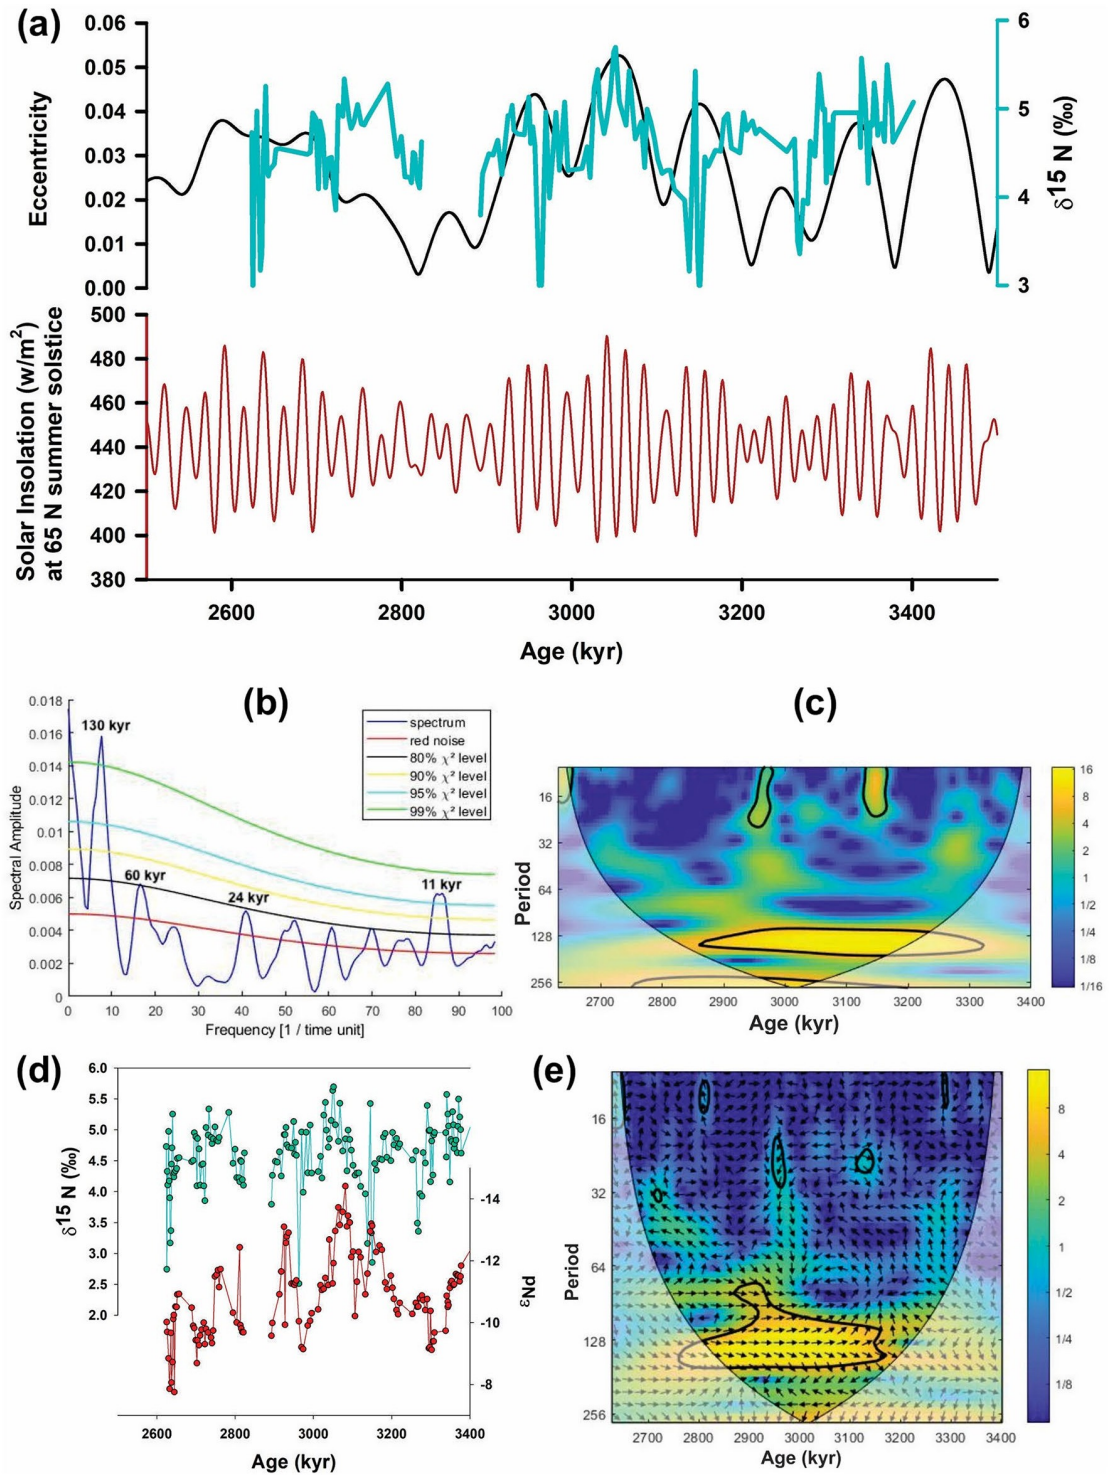 (a)
0.06
0.05
0.04
0.03
0.02
0.01
0.00
Eccentricity
6
5
4
3
δ15 N (‰)
500
480
460
440
420
400
380
Solar Insolation (w/m2)
at 65 N summer solstice
2600 2800 3000 3200 3400
Age (kyr)
(b)
0.018
0.016
0.014
0.012
0.01
0.008
0.006
0.004
0.002
0
Spectral Amplitude
130 kyr
60 kyr
24 kyr
11 kyr
spectrum
red noise
80% χ² level
90% χ² level
95% χ² level
99% χ² level
0 10 20 30 40 50 60 70 80 90 100
Frequency [1 / time unit]
(c)
16
32
64
128
256
Period
2700 2800 2900 3000 3100 3200 3300 3400
Age (kyr)
16
8
4
2
1
1/2
1/4
1/8
1/16
(d)
6.0
5.5
5.0
4.5
4.0
3.5
3.0
2.5
2.0
δ15 N (‰)
-14
-12
-10
-8
εNd
2600 2800 3000 3200 3400
Age (kyr)
(e)
16
32
64
128
256
Period
2700 2800 2900 3000 3100 3200 3300 3400
Age (kyr)
8
4
2
1
1/2
1/4
1/8